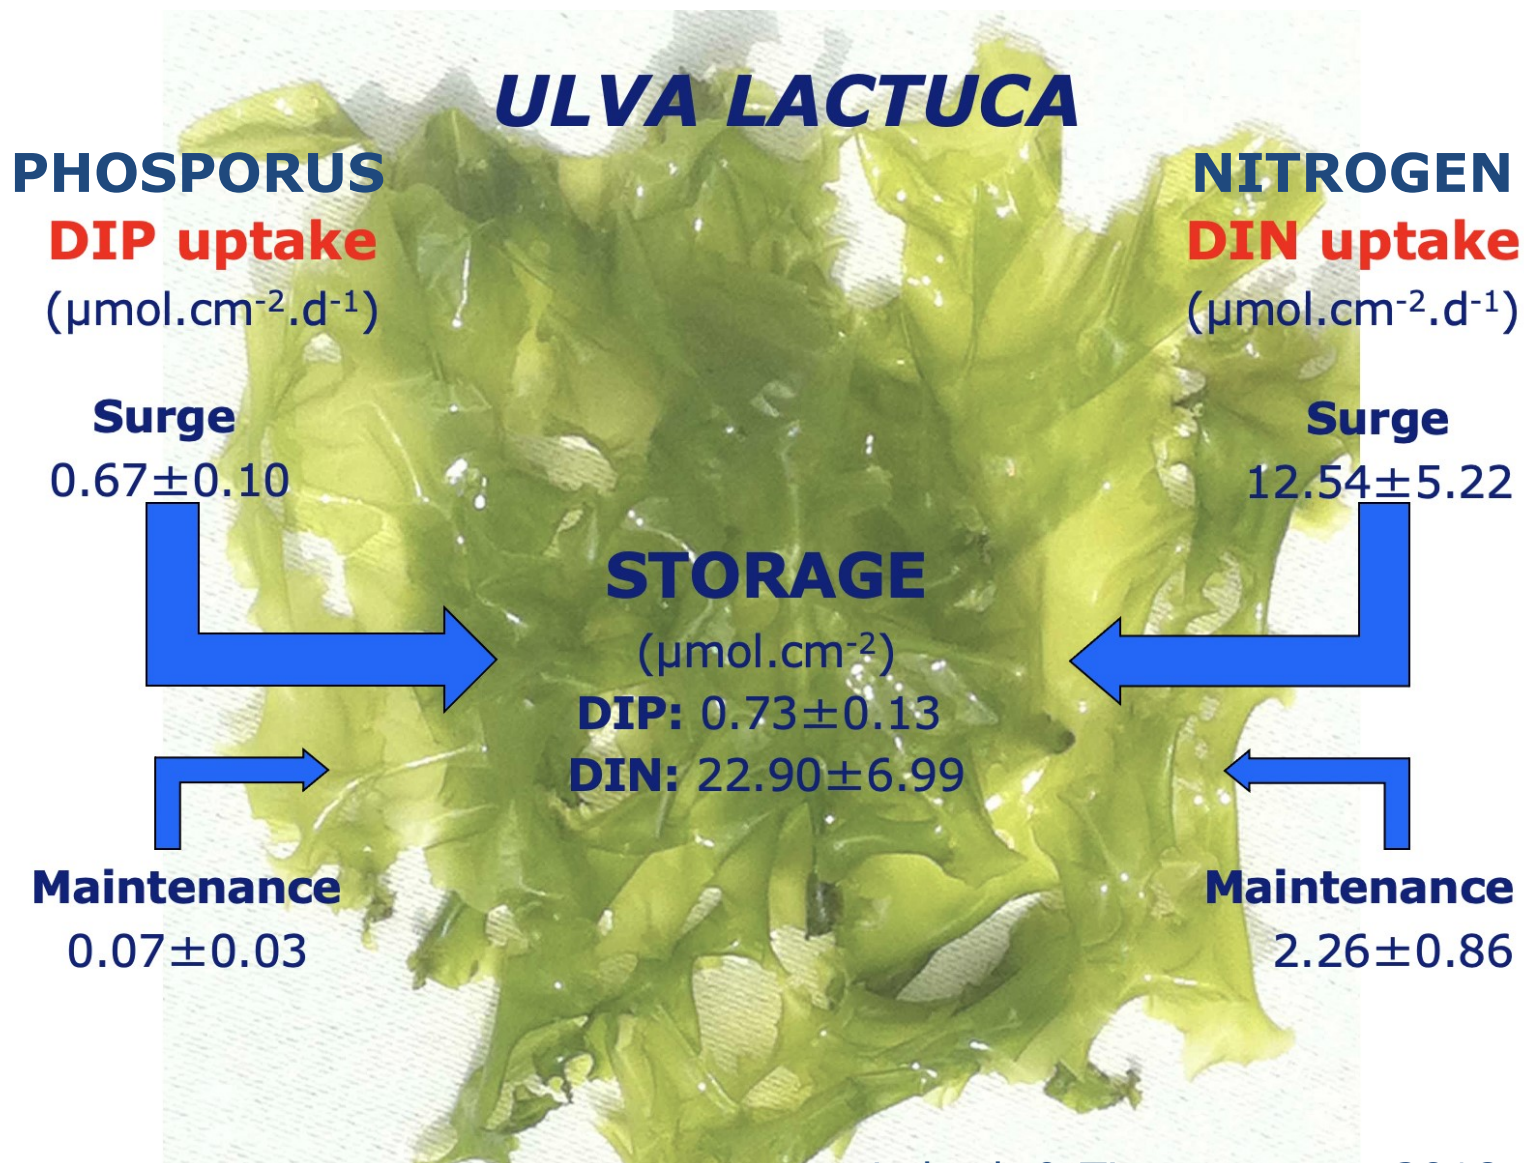 ULVA LACTUCA
PHOSPORUS
DIP uptake
(µmol.cm⁻².d⁻¹)
Surge
0.67±0.10
Maintenance
0.07±0.03
STORAGE
(µmol.cm⁻²)
DIP: 0.73±0.13
DIN: 22.90±6.99
NITROGEN
DIN uptake
(µmol.cm⁻².d⁻¹)
Surge
12.54±5.22
Maintenance
2.26±0.86